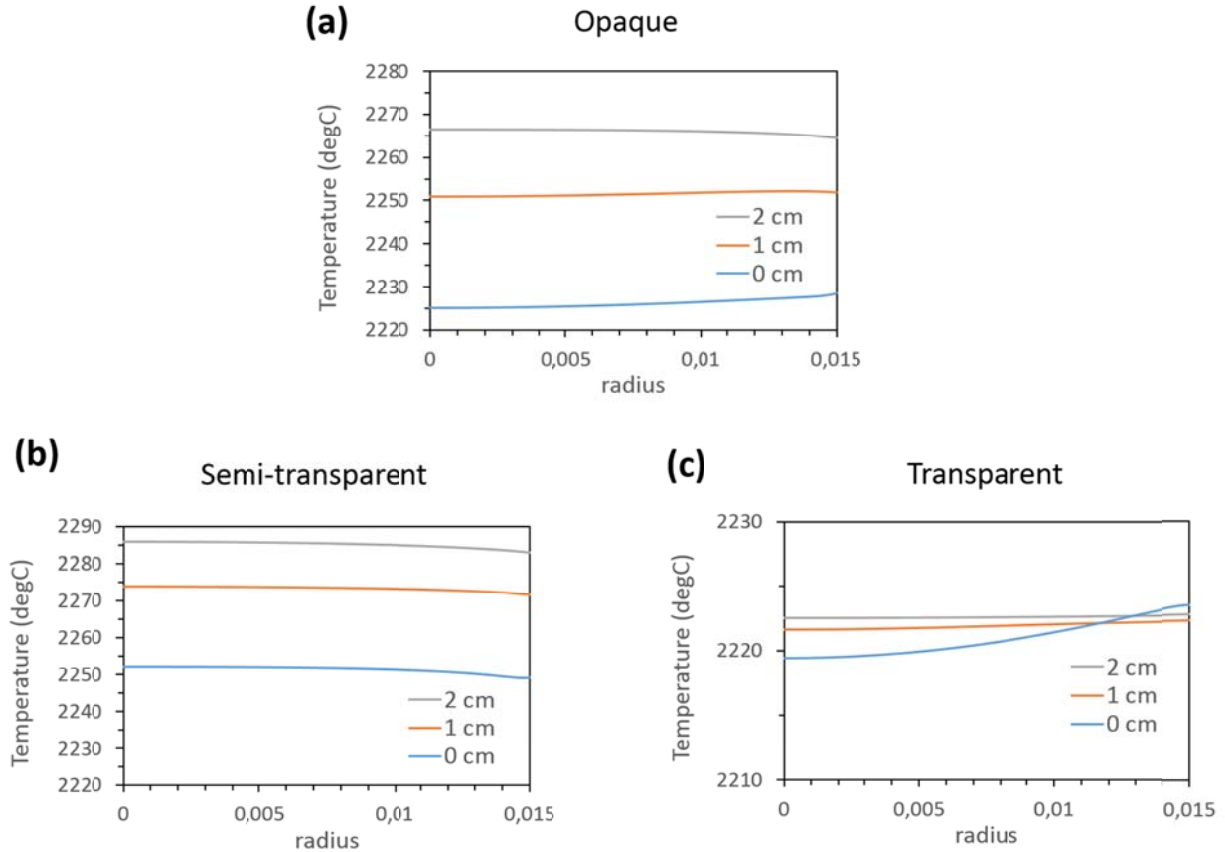 (a) Opaque
Temperature (degC)
2280
2270
2260
2250
2240
2230
2220
2 cm
1 cm
0 cm
0 0,005 0,01 0,015
radius
(b) Semi-transparent
Temperature (degC)
2290
2280
2270
2260
2250
2240
2230
2220
2 cm
1 cm
0 cm
0 0,005 0,01 0,015
radius
(c) Transparent
Temperature (degC)
2230
2220
2210
2 cm
1 cm
0 cm
0 0,005 0,01 0,015
radius